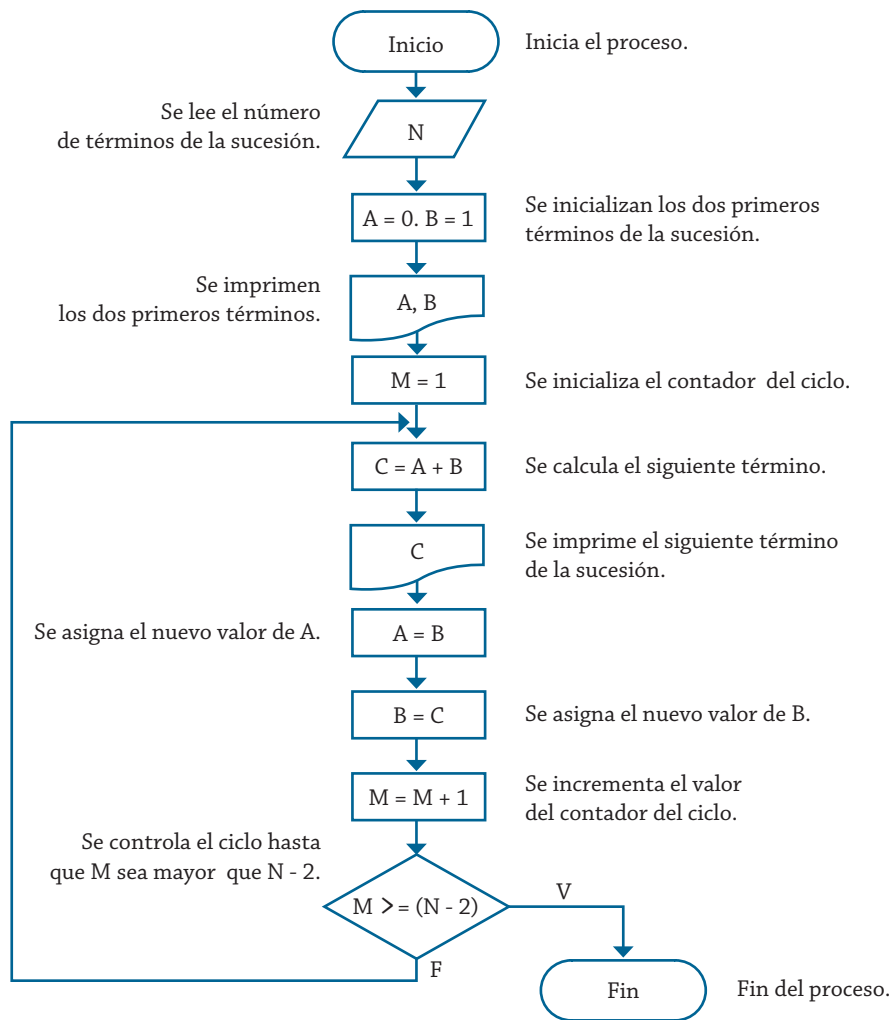 Inicio
Inicia el proceso.
Se lee el número
de términos de la sucesión.
N
A = 0. B = 1
Se inicializan los dos primeros
términos de la sucesión.
Se imprimen
los dos primeros términos.
A, B
M = 1
Se inicializa el contador del ciclo.
C = A + B
Se calcula el siguiente término.
C
Se imprime el siguiente término
de la sucesión.
Se asigna el nuevo valor de A.
A = B
B = C
Se asigna el nuevo valor de B.
M = M + 1
Se incrementa el valor
del contador del ciclo.
Se controla el ciclo hasta
que M sea mayor que N - 2.
M > = (N - 2)
V
F
Fin
Fin del proceso.